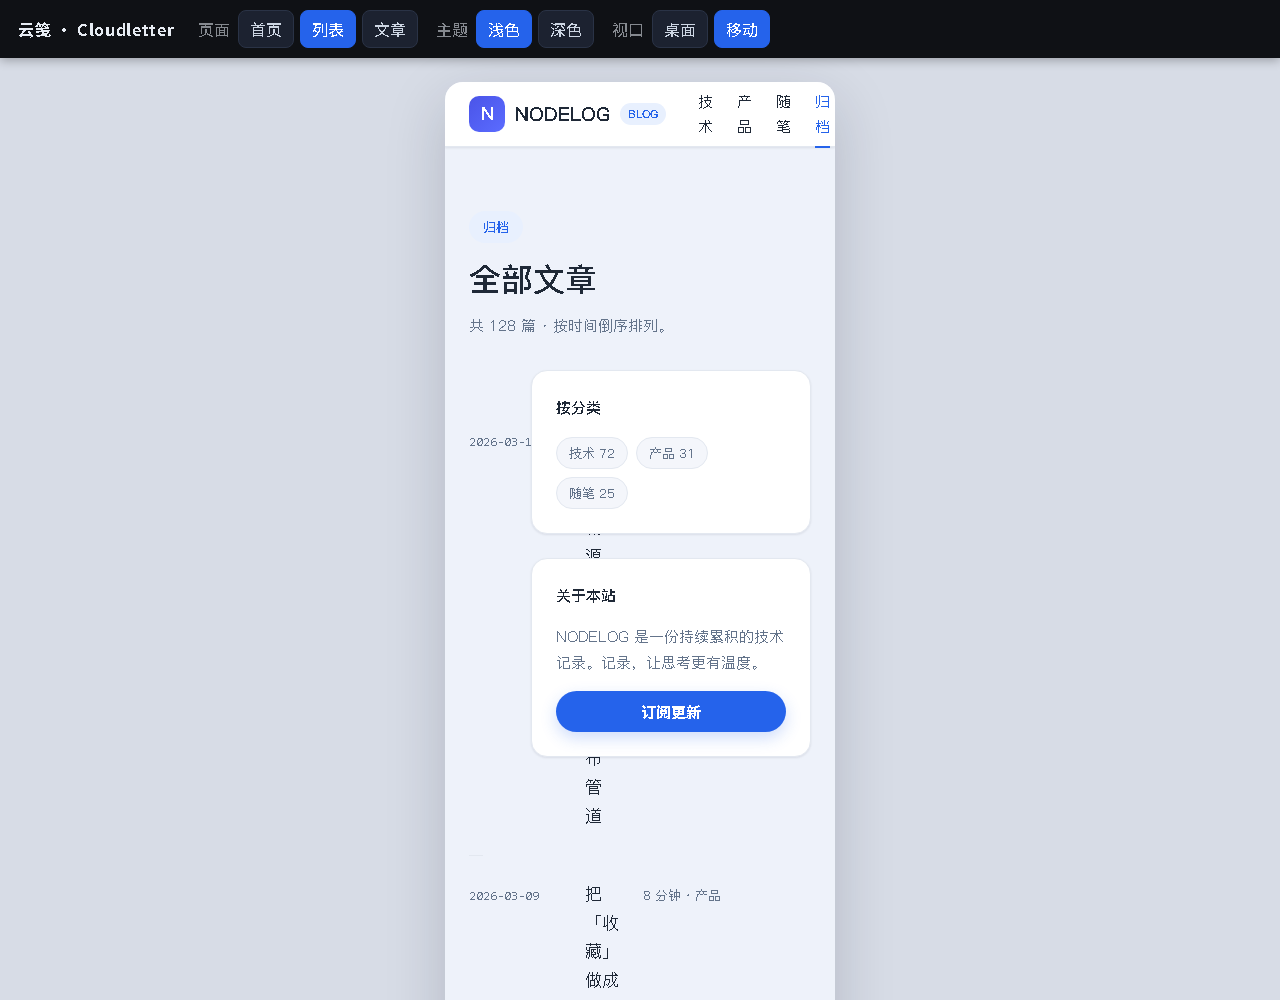 云笺 · Cloudletter 页面 首页 列表 文章 主题 浅色 深色 视口 桌面 移动
N NODELOG BLOG 技术 产品 随笔 归档
归档
全部文章
共 128 篇 · 按时间倒序排列。
按分类
技术 72 产品 31
随笔 25
2026-03-1
源
关于本站
NODELOG 是一份持续累积的技术
记录。记录，让思考更有温度。
订阅更新
布
管
道
2026-03-09
把
「收
藏」
做成
8 分钟 · 产品